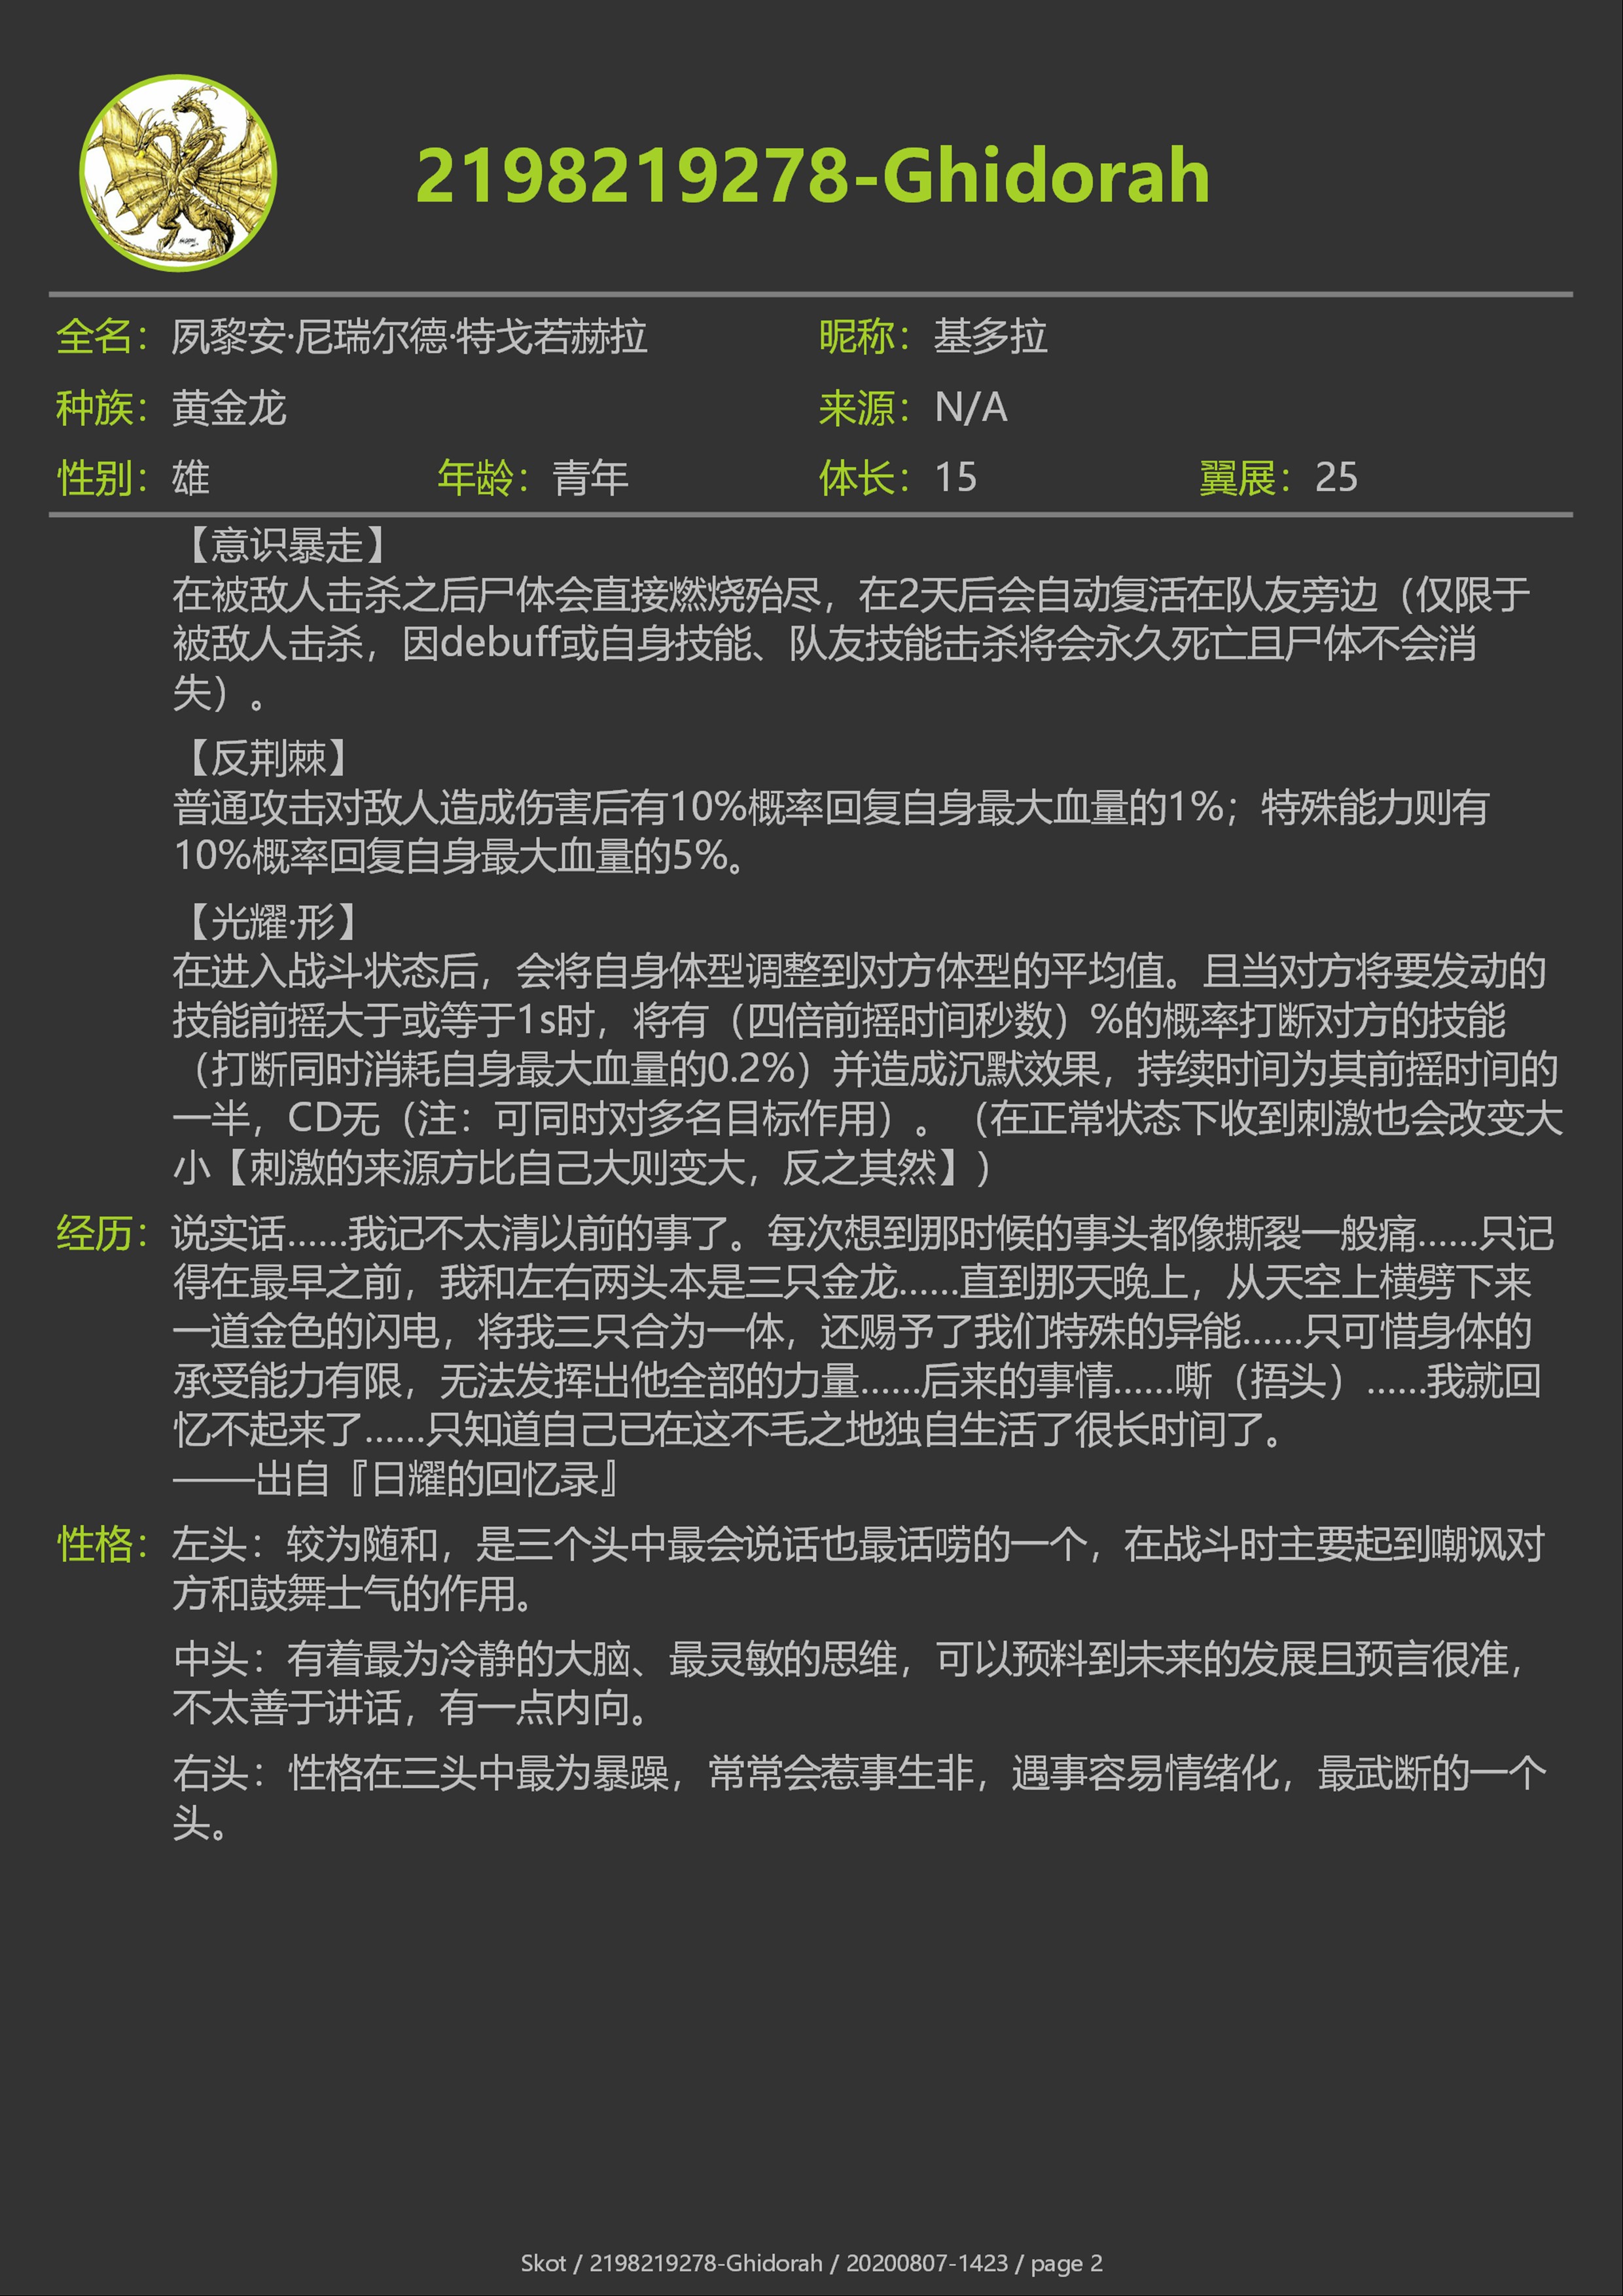 2198219278-Ghidorah
全名：夙黎安·尼瑞尔德·特戈若赫拉 昵称：基多拉
种族：黄金龙 来源：N/A
性别：雄 年龄：青年 体长：15 翼展：25
【意识暴走】
在被敌人击杀之后尸体会直接燃烧殆尽，在2天后会自动复活在队友旁边（仅限于
被敌人击杀，因debuff或自身技能、队友技能击杀将会永久死亡且尸体不会消
失）。
【反荆棘】
普通攻击对敌人造成伤害后有10%概率回复自身最大血量的1%；特殊能力则有
10%概率回复自身最大血量的5%。
【光耀·形】
在进入战斗状态后，会将自身体型调整到对方体型的平均值。且当对方将要发动的
技能前摇大于或等于1s时，将有（四倍前摇时间秒数）%的概率打断对方的技能
（打断同时消耗自身最大血量的0.2%）并造成沉默效果，持续时间为其前摇时间的
一半，CD无（注：可同时对多名目标作用）。（在正常状态下收到刺激也会改变大
小【刺激的来源方比自己大则变大，反之其然】）
经历：说实话……我记不太清以前的事了。每次想到那时候的事头都像撕裂一般痛……只记
得在最早之前，我和左右两头本是三只金龙……直到那天晚上，从天空上横劈下来
一道金色的闪电，将我三只合为一体，还赐予了我们特殊的异能……只可惜身体的
承受能力有限，无法发挥出他全部的力量……后来的事情……嘶（捂头）……我就回
忆不起来了……只知道自己已在这不毛之地独自生活了很长时间了。
——出自『日耀的回忆录』
性格：左头：较为随和，是三个头中最会说话也最话唠的一个，在战斗时主要起到嘲讽对
方和鼓舞士气的作用。
中头：有着最为冷静的大脑、最灵敏的思维，可以预料到未来的发展且预言很准，
不太善于讲话，有一点内向。
右头：性格在三头中最为暴躁，常常会惹事生非，遇事容易情绪化，最武断的一个
头。
Skot / 2198219278-Ghidorah / 20200807-1423 / page 2